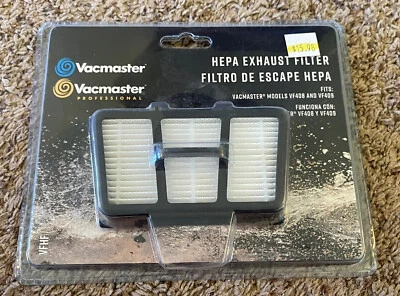 $15.98
HEPA EXHAUST FILTER
FILTRO DE ESCAPE HEPA
Vacmaster
Vacmaster
PROFESSIONAL
FITS:
VACMASTER® MODELS VF408 AND VF409
FUNCIONA CON:
VF408 Y VF409
VFHF